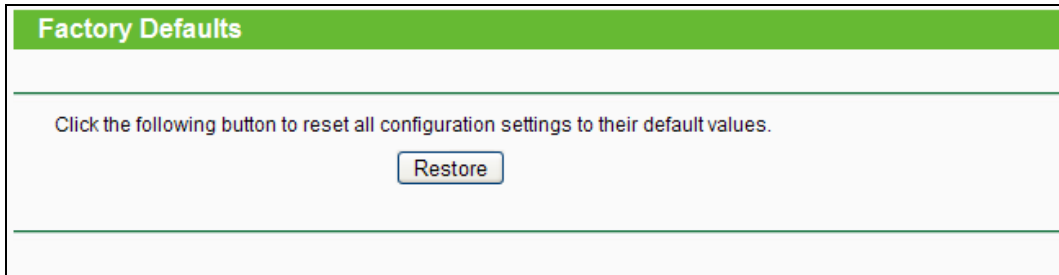 Factory Defaults
Click the following button to reset all configuration settings to their default values.
Restore